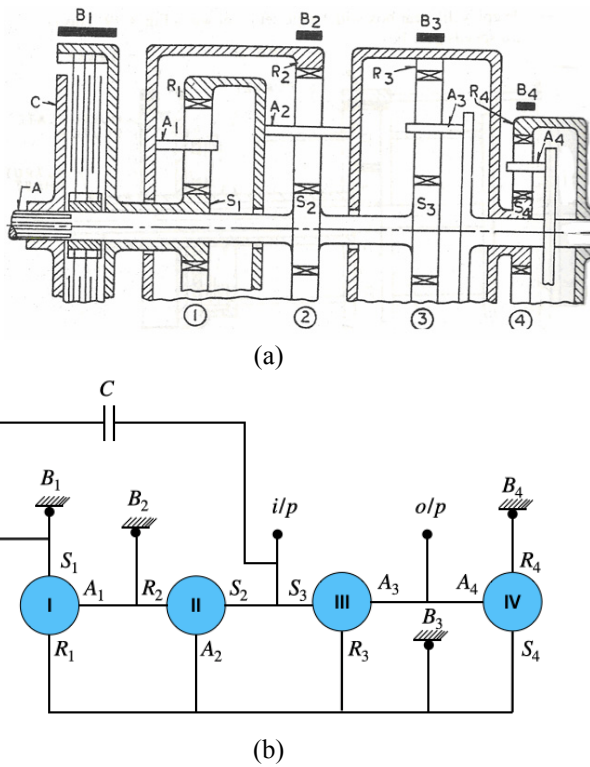 B1
B2
B3
B4
R1
R2
R3
R4
C
A1
A2
A3
A4
A
S1
S2
S3
S4
1
2
3
4
(a)
C
B1
B2
i/p
o/p
B4
S1
R4
I
A1
R2
II
S2
S3
III
A3
A4
IV
B3
R1
A2
R3
S4
(b)